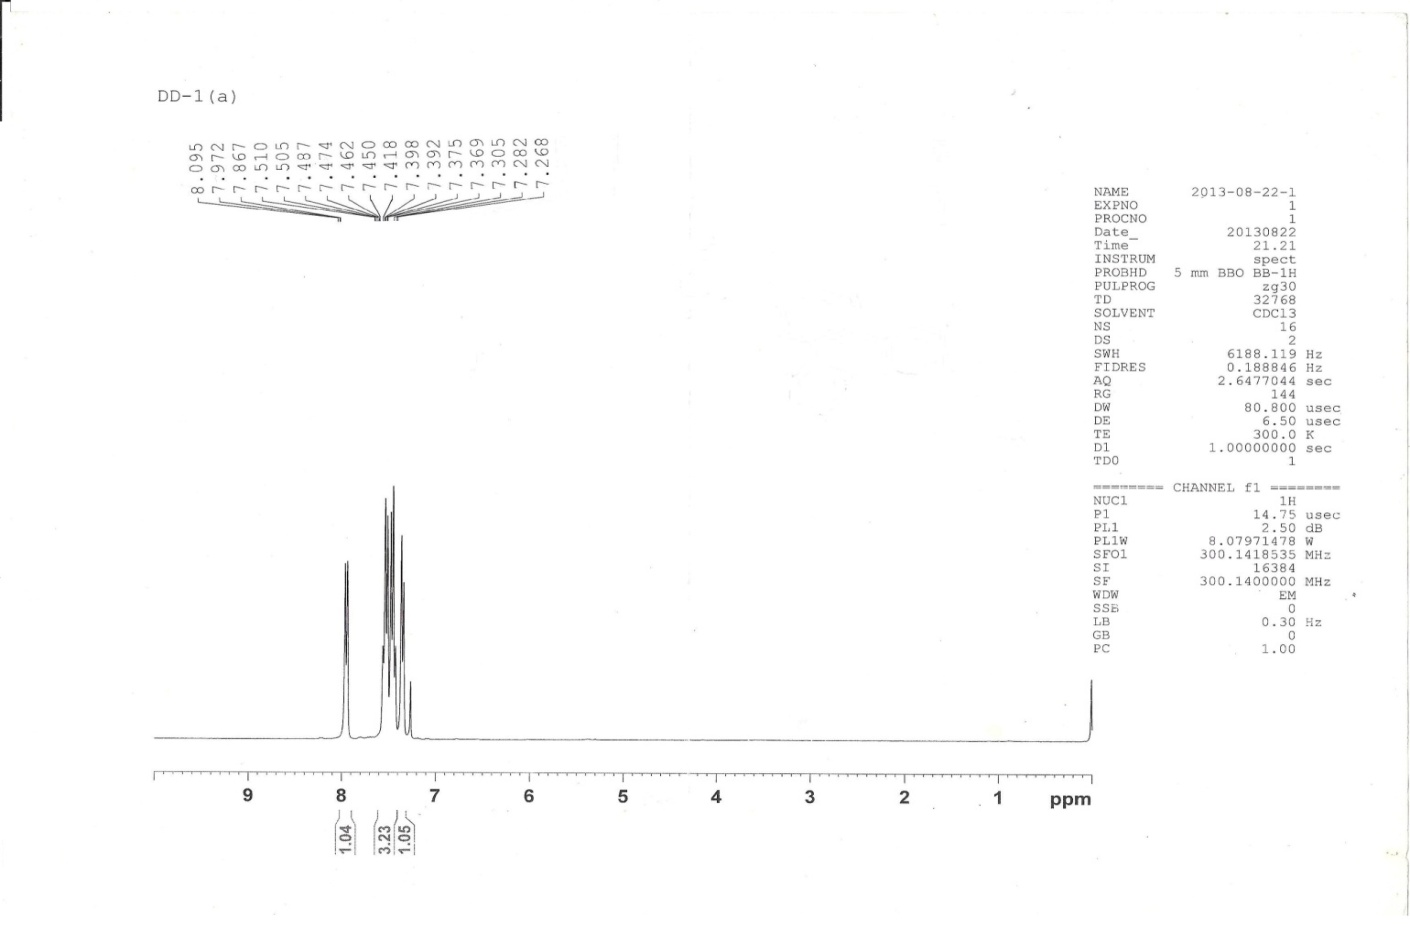 DD-1(a)
8.095
7.972
7.867
7.510
7.505
7.487
7.474
7.462
7.450
7.418
7.398
7.392
7.375
7.369
7.305
7.282
7.268
NAME 2013-08-22-1
EXPNO 1
PROCNO 1
Date_ 20130822
Time 21.21
INSTRUM spect
PROBHD 5 mm BBO BB-1H
PULPROG zg30
TD 32768
SOLVENT CDCl3
NS 16
DS 2
SWH 6188.119 Hz
FIDRES 0.188846 Hz
AQ 2.6477044 sec
RG 144
DW 80.800 usec
DE 6.50 usec
TE 300.0 K
D1 1.00000000 sec
TD0 1
======== CHANNEL f1 ========
NUC1 1H
P1 14.75 usec
PL1 2.50 dB
PL1W 8.07971478 W
SFO1 300.1418535 MHz
SI 16384
SF 300.1400000 MHz
WDW EM
SSB 0
LB 0.30 Hz
GB 0
PC 1.00
9 8 7 6 5 4 3 2 1 ppm
1.04
3.23
1.05